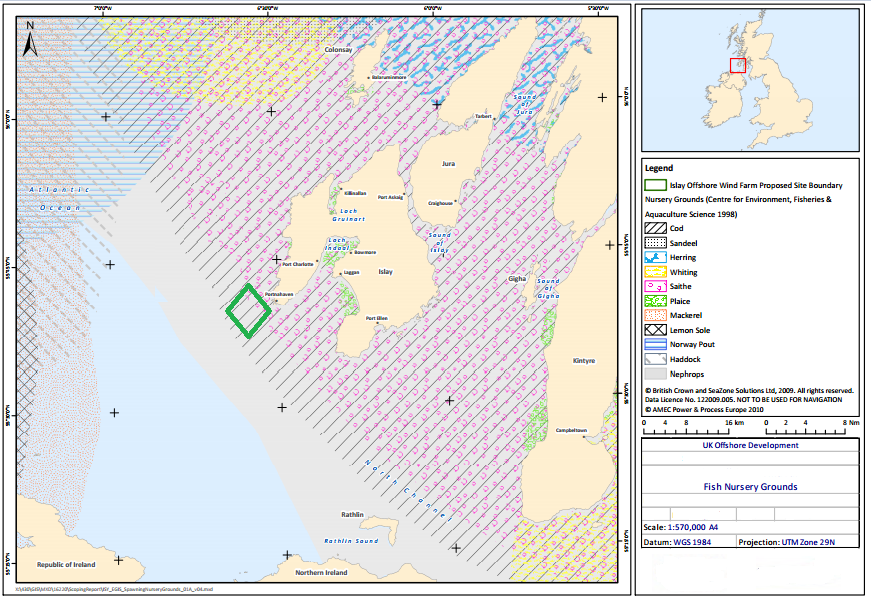 7°0'0"W
6°30'0"W
6°0'0"W
5°30'0"W
N
Colonsay
Balaruminmore
Sound
of
Jura
Tarbert
Jura
Atlantic
Ocean
Killinallan
Port Askaig
Craighouse
Loch
Gruinart
Sound
of
Islay
Loch
Indaal
Bowmore
Port Charlotte
Laggan
Islay
Gigha
Sound
of
Gigha
Portnahaven
Port Ellen
Kintyre
Campbeltown
North Channel
Rathlin
Rathlin Sound
Republic of Ireland
Northern Ireland
Legend
Islay Offshore Wind Farm Proposed Site Boundary
Nursery Grounds (Centre for Environment, Fisheries &
Aquaculture Science 1998)
Cod
Sandeel
Herring
Whiting
Saithe
Plaice
Mackerel
Lemon Sole
Norway Pout
Haddock
Nephrops
© British Crown and SeaZone Solutions Ltd, 2009. All rights reserved.
Data Licence No. 122009.005. NOT TO BE USED FOR NAVIGATION
© AMEC Power & Process Europe 2010
0 4 8 16 km 0 2 4 8 Nm
UK Offshore Development
Fish Nursery Grounds
Scale: 1:570,000 A4
Datum: WGS 1984 Projection: UTM Zone 29N